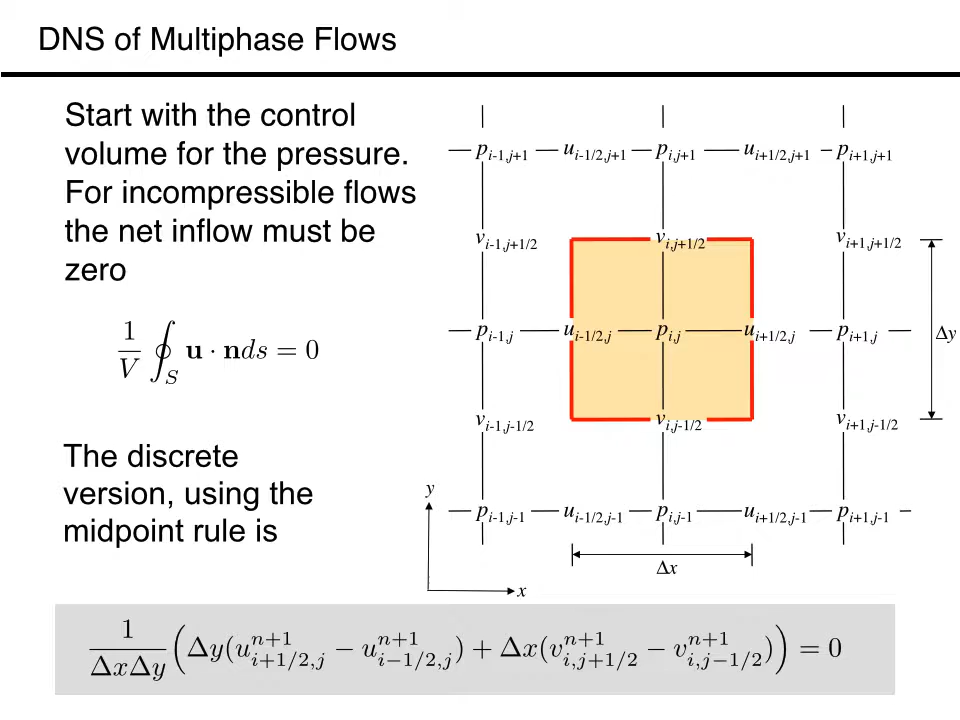 DNS of Multiphase Flows
Start with the control
volume for the pressure.
For incompressible flows
the net inflow must be
zero
1/V ∮_S u · n ds = 0
The discrete
version, using the
midpoint rule is
p_{i-1,j+1} u_{i-1/2,j+1} p_{i,j+1} u_{i+1/2,j+1} p_{i+1,j+1}
v_{i-1,j+1/2} v_{i,j+1/2} v_{i+1,j+1/2}
p_{i-1,j} u_{i-1/2,j} p_{i,j} u_{i+1/2,j} p_{i+1,j} Δy
v_{i-1,j-1/2} v_{i,j-1/2} v_{i+1,j-1/2}
y
p_{i-1,j-1} u_{i-1/2,j-1} p_{i,j-1} u_{i+1/2,j-1} p_{i+1,j-1}
Δx
x
1/(ΔxΔy) (Δy(u^{n+1}_{i+1/2,j} − u^{n+1}_{i−1/2,j}) + Δx(v^{n+1}_{i,j+1/2} − v^{n+1}_{i,j−1/2})) = 0